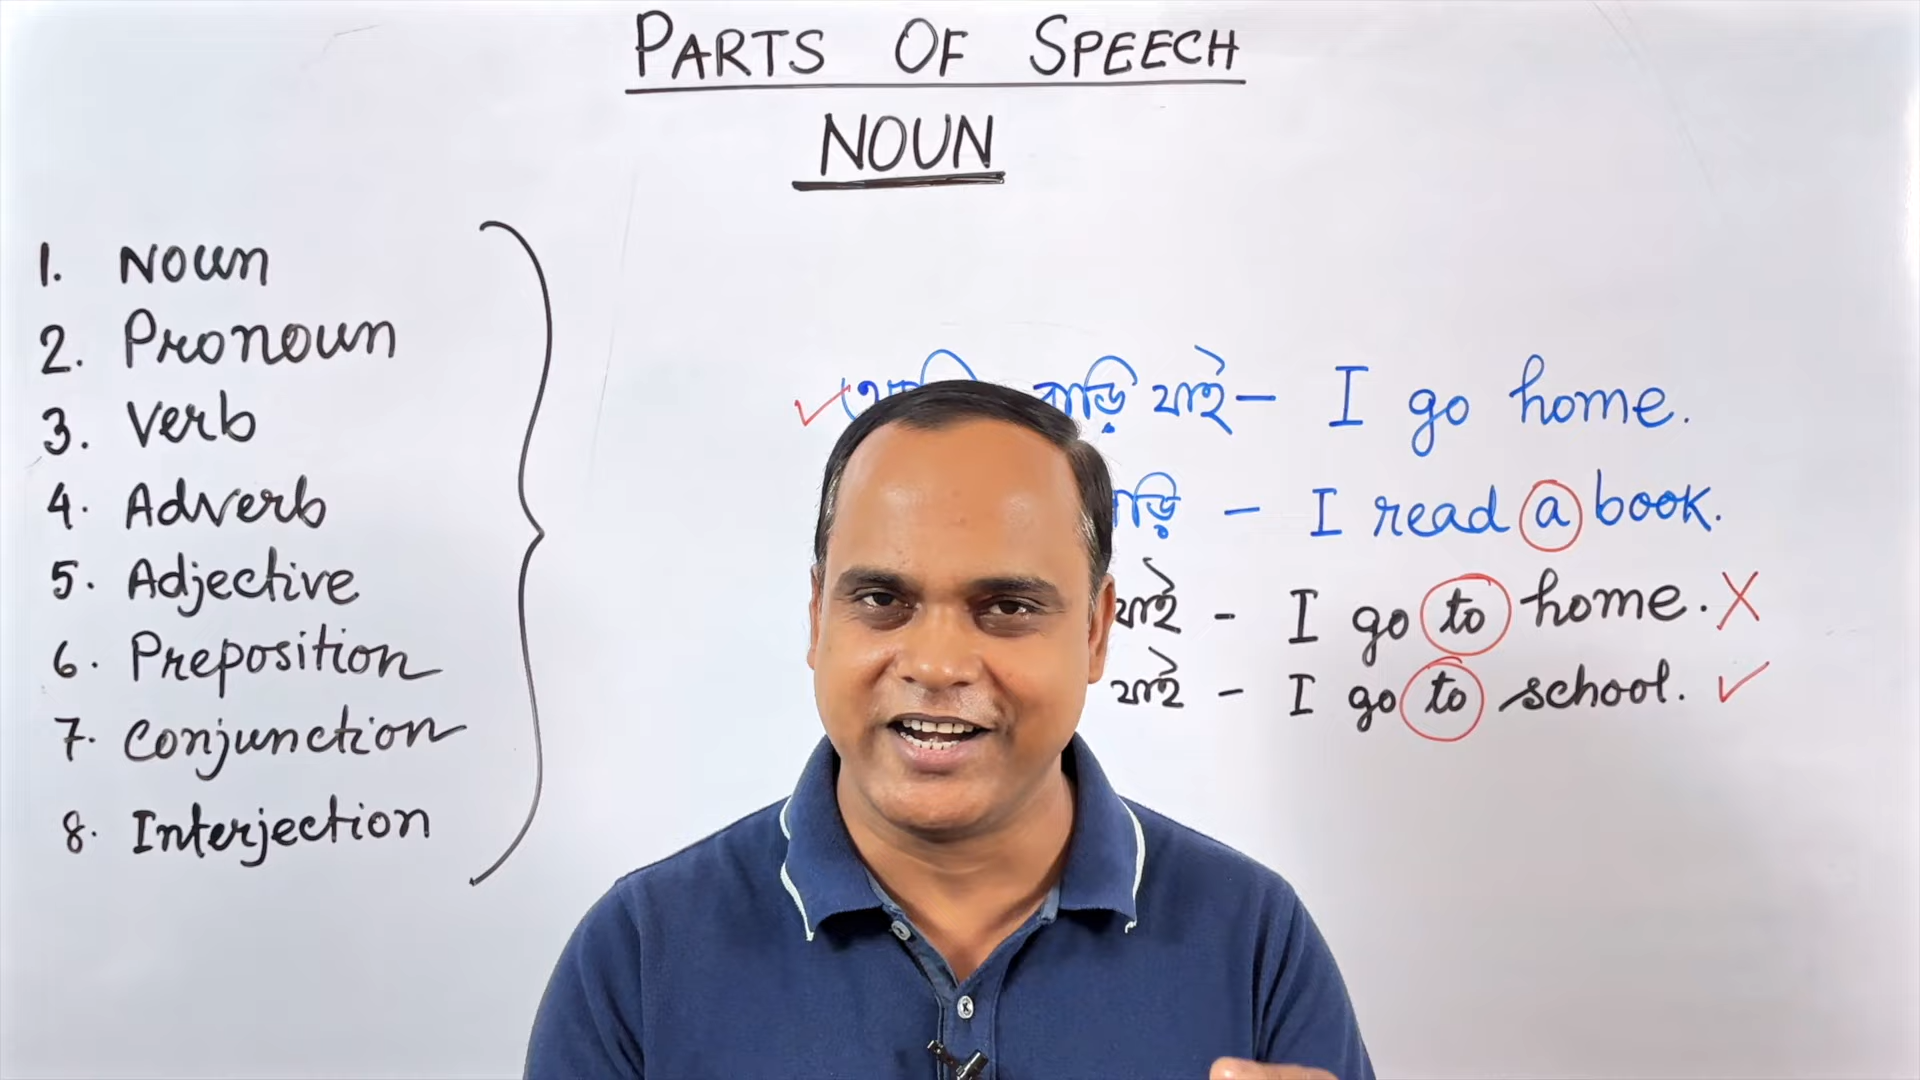 PARTS OF SPEECH
NOUN
1. Noun
2. Pronoun
3. Verb
4. Adverb
5. Adjective
6. Preposition
7. Conjunction
8. Interjection
যাই – I go home.
– I read a book.
যাই - I go to home. X
যাই - I go to school. ✓